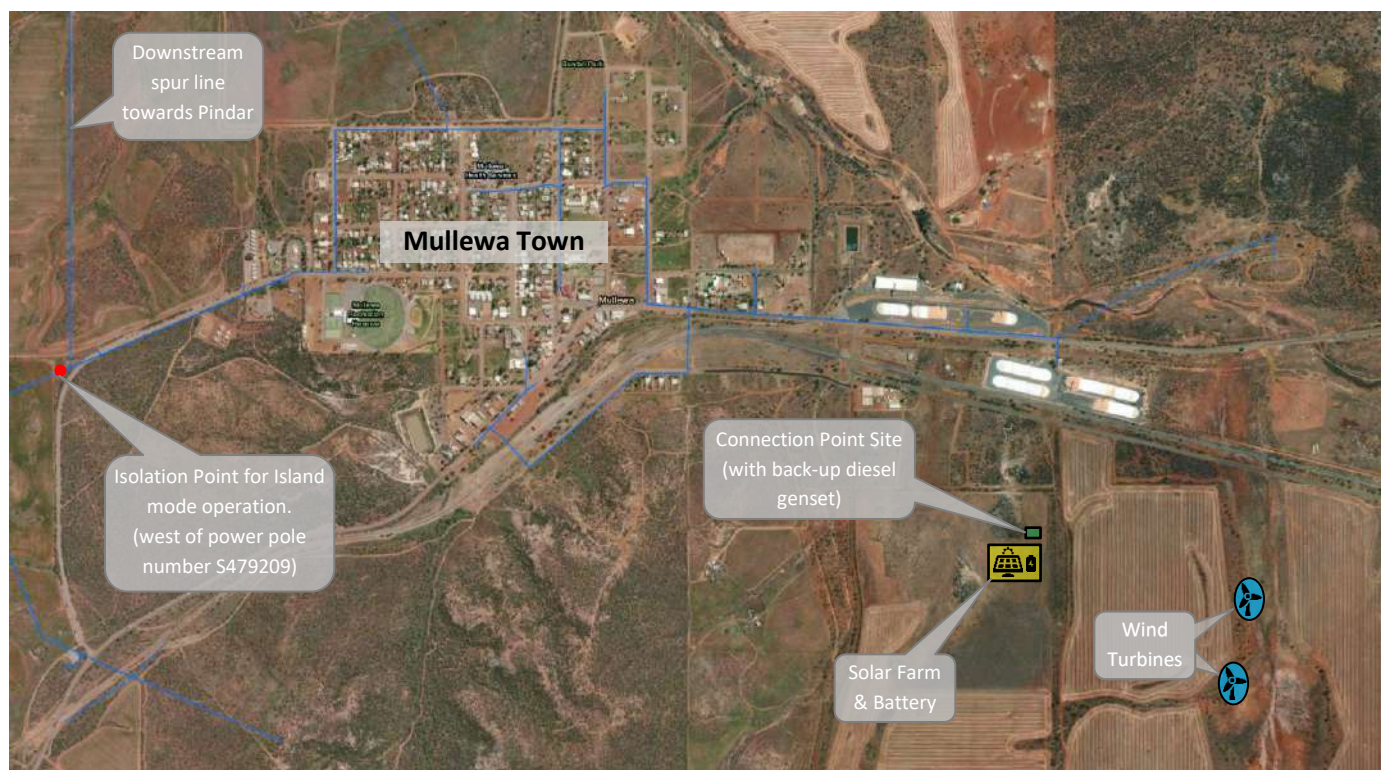 Downstream
spur line
towards Pindar
Mullewa Town
Mullewa
Isolation Point for Island
mode operation.
(west of power pole
number S479209)
Connection Point Site
(with back-up diesel
genset)
Wind
Turbines
Solar Farm
& Battery